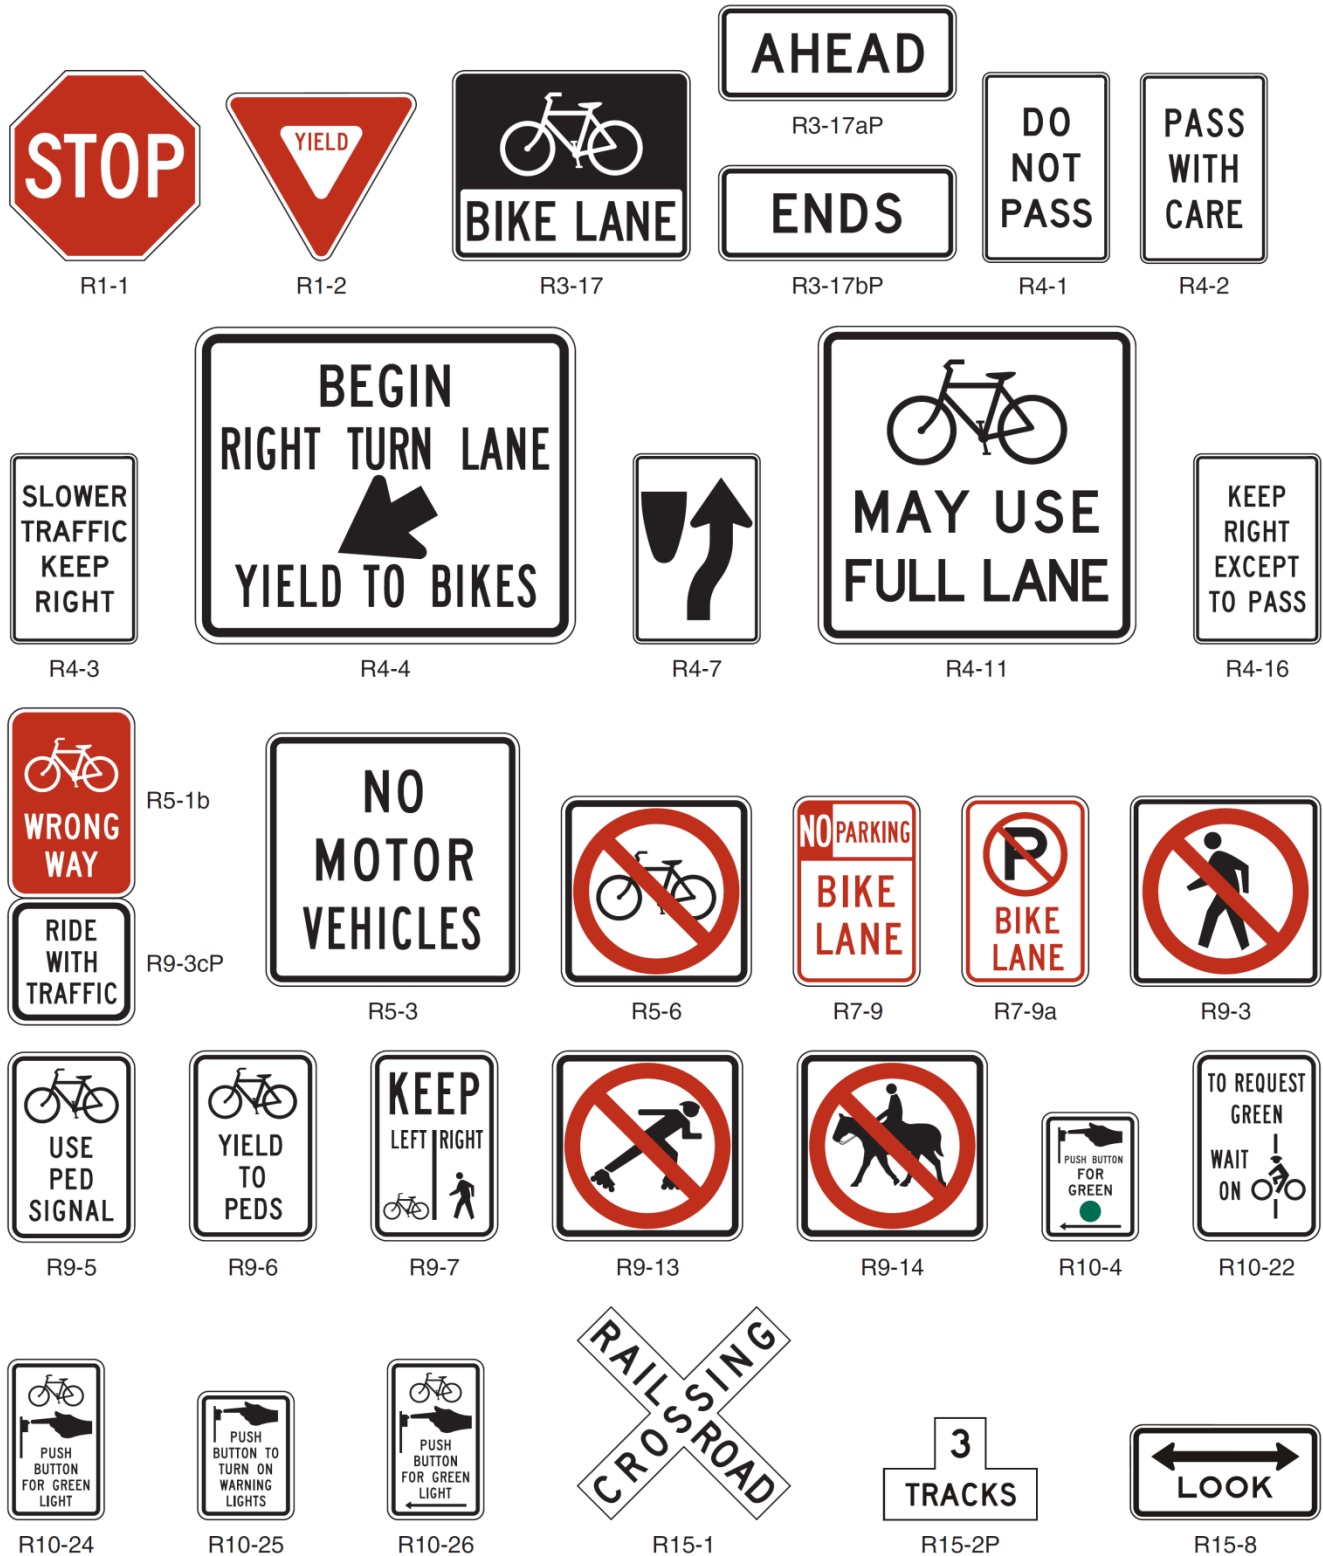 STOP
R1-1
YIELD
R1-2
BIKE LANE
R3-17
AHEAD
R3-17aP
ENDS
R3-17bP
DO
NOT
PASS
R4-1
PASS
WITH
CARE
R4-2
SLOWER
TRAFFIC
KEEP
RIGHT
R4-3
BEGIN
RIGHT TURN LANE
YIELD TO BIKES
R4-4
R4-7
MAY USE
FULL LANE
R4-11
KEEP
RIGHT
EXCEPT
TO PASS
R4-16
WRONG
WAY
R5-1b
RIDE
WITH
TRAFFIC
R9-3cP
NO
MOTOR
VEHICLES
R5-3
R5-6
NO PARKING
BIKE
LANE
R7-9
P
BIKE
LANE
R7-9a
R9-3
USE
PED
SIGNAL
R9-5
YIELD
TO
PEDS
R9-6
KEEP
LEFT RIGHT
R9-7
R9-13
R9-14
PUSH BUTTON
FOR
GREEN
R10-4
TO REQUEST
GREEN
WAIT
ON
R10-22
PUSH
BUTTON
FOR GREEN
LIGHT
R10-24
PUSH
BUTTON TO
TURN ON
WARNING
LIGHTS
R10-25
PUSH
BUTTON
FOR GREEN
LIGHT
R10-26
RAILROAD
CROSSING
R15-1
3
TRACKS
R15-2P
LOOK
R15-8